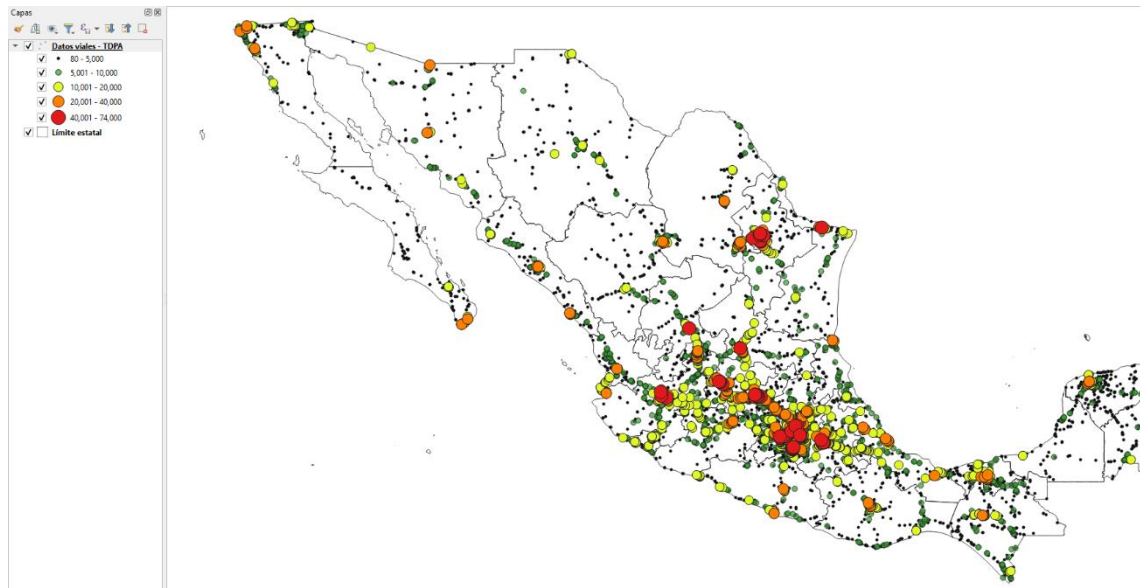 Capas
Datos viales - TDPA
80 - 5,000
5,001 - 10,000
10,001 - 20,000
20,001 - 40,000
40,001 - 74,000
Límite estatal